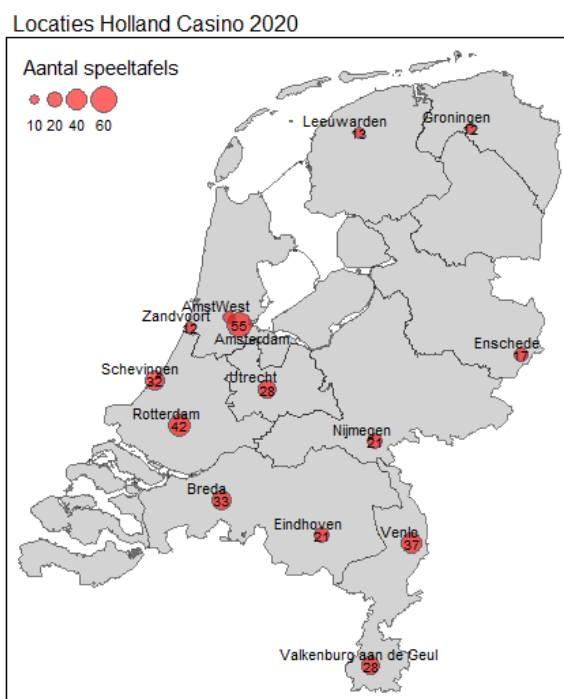 Locaties Holland Casino 2020
Aantal speeltafels
10 20 40 60
Leeuwarden
13
Groningen
12
AmstWest
Zandvoort
12
55
Amsterdam
Enschede
17
Schevingen
32
Utrecht
28
Rotterdam
42
Nijmegen
21
Breda
33
Eindhoven
21
Venlo
37
Valkenburg aan de Geul
28